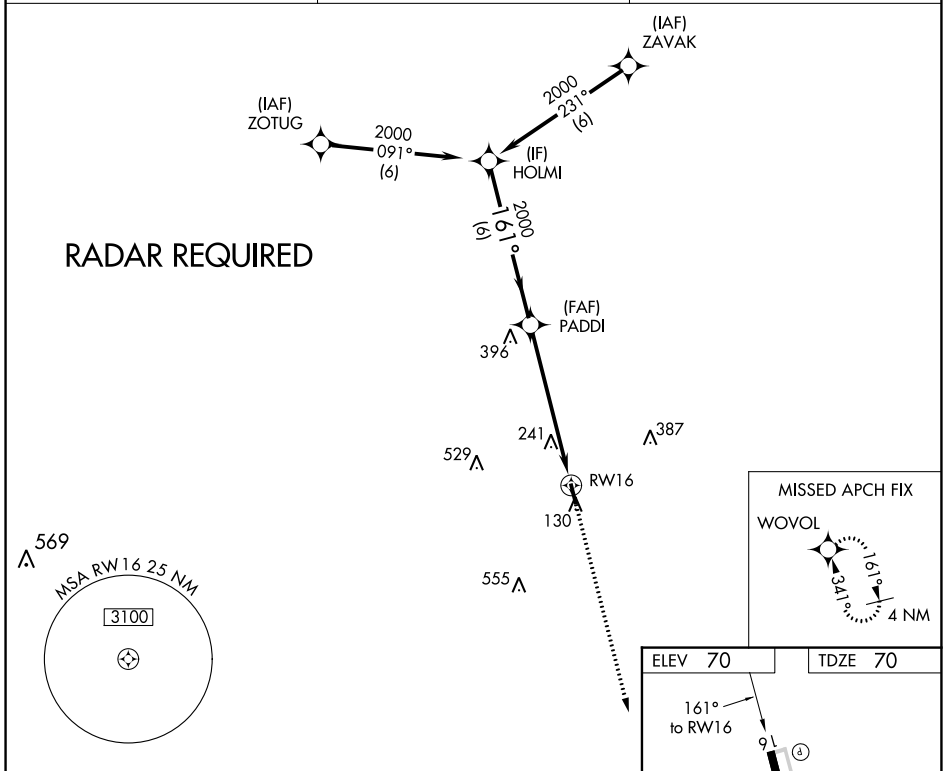 (IAF)
ZAVAK
2000
231°
(6)
(IAF)
ZOTUG
2000
091°
(6)
(IF)
HOLMI
2000
161°
(6)
RADAR REQUIRED
(FAF)
PADDI
396
241
387
529
RW16
130
MISSED APCH FIX
WOVOL
161°
341°
4 NM
569
MSA RW16 25 NM
3100
555
ELEV 70
TDZE 70
161°
to RW16
16
P